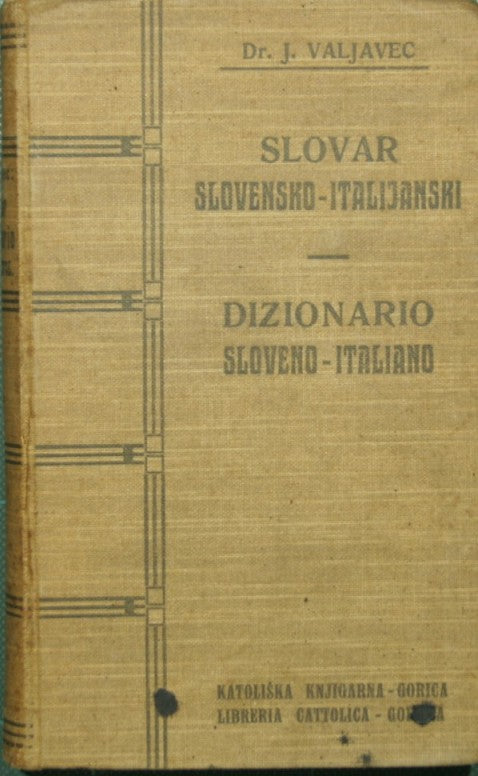 Dr. J. VALJAVEC
SLOVAR
SLOVENSKO-ITALIJANSKI
DIZIONARIO
SLOVENO-ITALIANO
KATOLIŠKA KNJIGARNA-GORICA
LIBRERIA CATTOLICA -